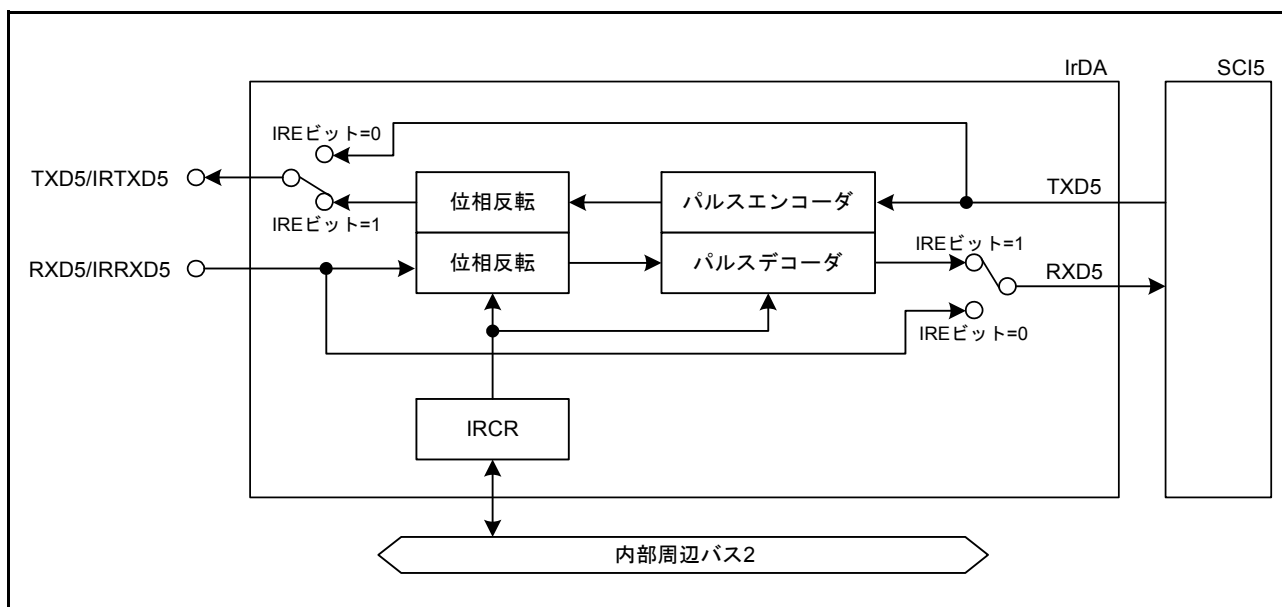 IrDA
SCI5
IREビット=0
TXD5/IRTXD5
位相反転
パルスエンコーダ
TXD5
IREビット=1
RXD5/IRRXD5
位相反転
パルスデコーダ
IREビット=1
RXD5
IREビット=0
IRCR
内部周辺バス2